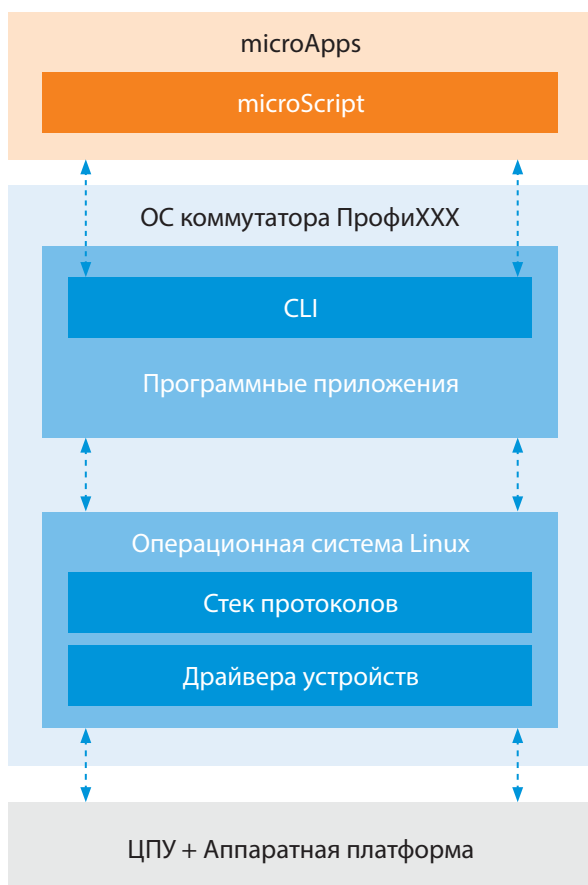 microApps
microScript
ОС коммутатора ПрофиXXX
CLI
Программные приложения
Операционная система Linux
Стек протоколов
Драйвера устройств
ЦПУ + Аппаратная платформа